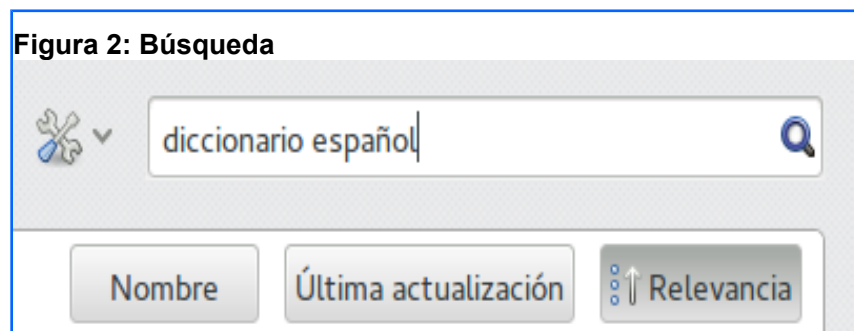 Figura 2: Búsqueda
diccionario español
Nombre Última actualización Relevancia